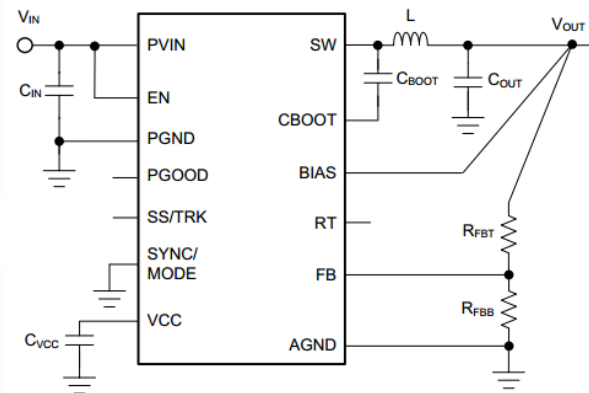 VIN
L
VOUT
PVIN
SW
CIN
CBOOT
COUT
EN
CBOOT
PGND
PGOOD
BIAS
SS/TRK
RT
RFBT
SYNC/
MODE
FB
VCC
RFBB
CVCC
AGND